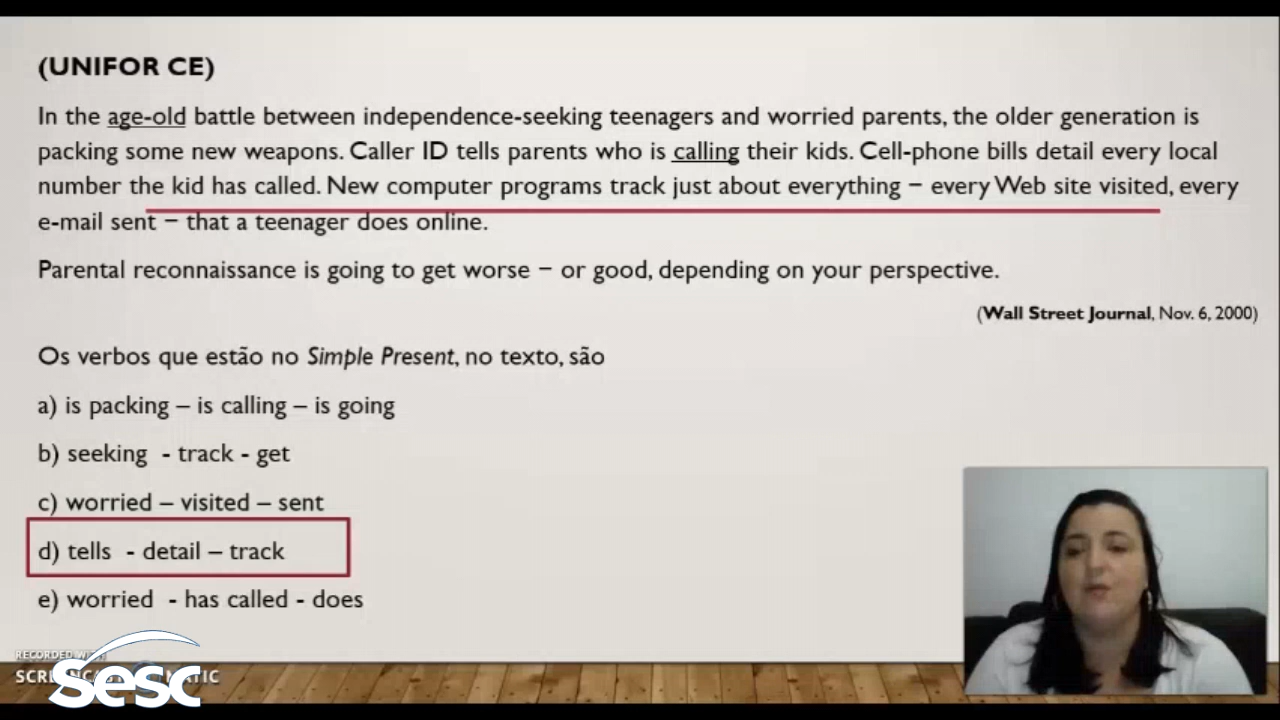 (UNIFOR CE)
In the age-old battle between independence-seeking teenagers and worried parents, the older generation is
packing some new weapons. Caller ID tells parents who is calling their kids. Cell-phone bills detail every local
number the kid has called. New computer programs track just about everything – every Web site visited, every
e-mail sent – that a teenager does online.
Parental reconnaissance is going to get worse – or good, depending on your perspective.
(Wall Street Journal, Nov. 6, 2000)
Os verbos que estão no Simple Present, no texto, são
a) is packing – is calling – is going
b) seeking - track - get
c) worried – visited – sent
d) tells - detail – track
e) worried - has called - does
RECORDED WITH
Sesc